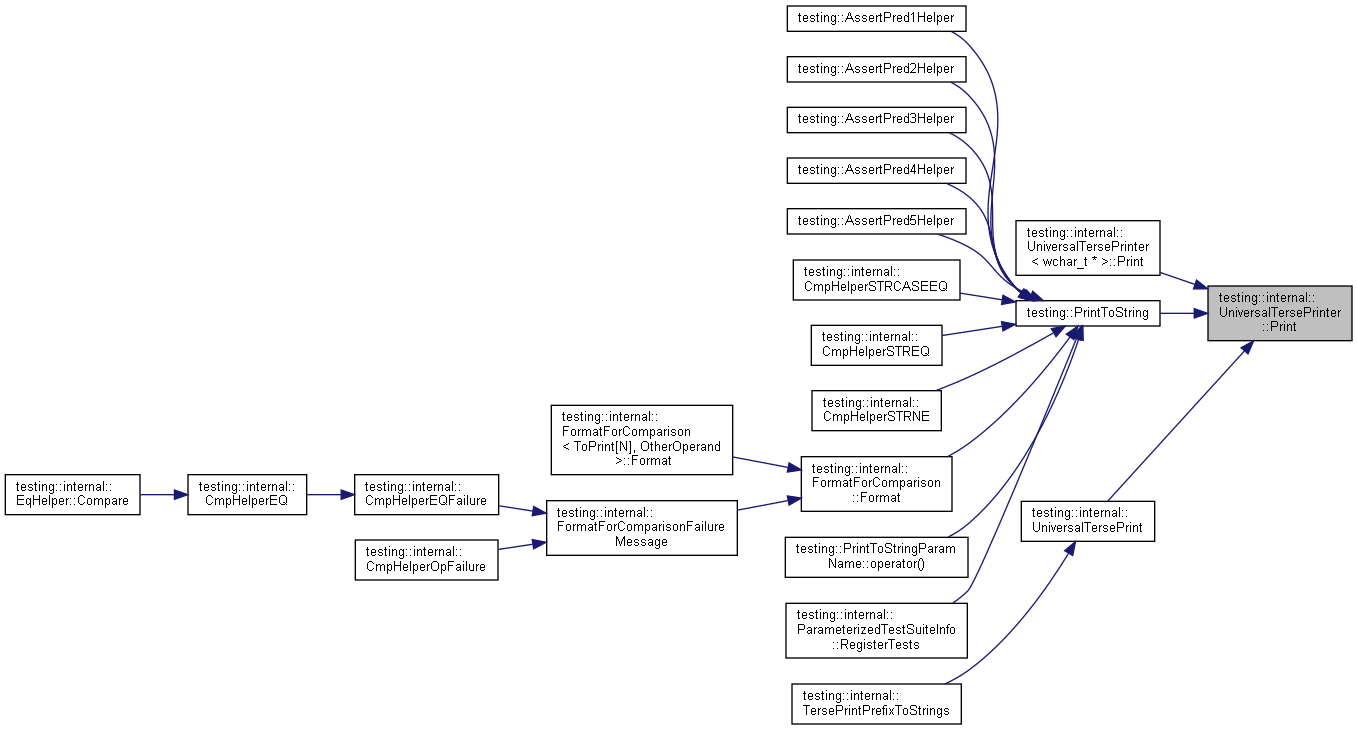 testing::AssertPred1Helper
testing::AssertPred2Helper
testing::AssertPred3Helper
testing::AssertPred4Helper
testing::AssertPred5Helper
testing::internal::
UniversalTersePrinter
< wchar_t * >::Print
testing::internal::
CmpHelperSTRCASEEQ
testing::PrintToString
testing::internal::
UniversalTersePrinter
::Print
testing::internal::
CmpHelperSTREQ
testing::internal::
CmpHelperSTRNE
testing::internal::
FormatForComparison
< ToPrint[N], OtherOperand
>::Format
testing::internal::
FormatForComparison
::Format
testing::internal::
EqHelper::Compare
testing::internal::
CmpHelperEQ
testing::internal::
CmpHelperEQFailure
testing::internal::
FormatForComparisonFailure
Message
testing::internal::
UniversalTersePrint
testing::internal::
CmpHelperOpFailure
testing::PrintToStringParam
Name::operator()
testing::internal::
ParameterizedTestSuiteInfo
::RegisterTests
testing::internal::
TersePrintPrefixToStrings